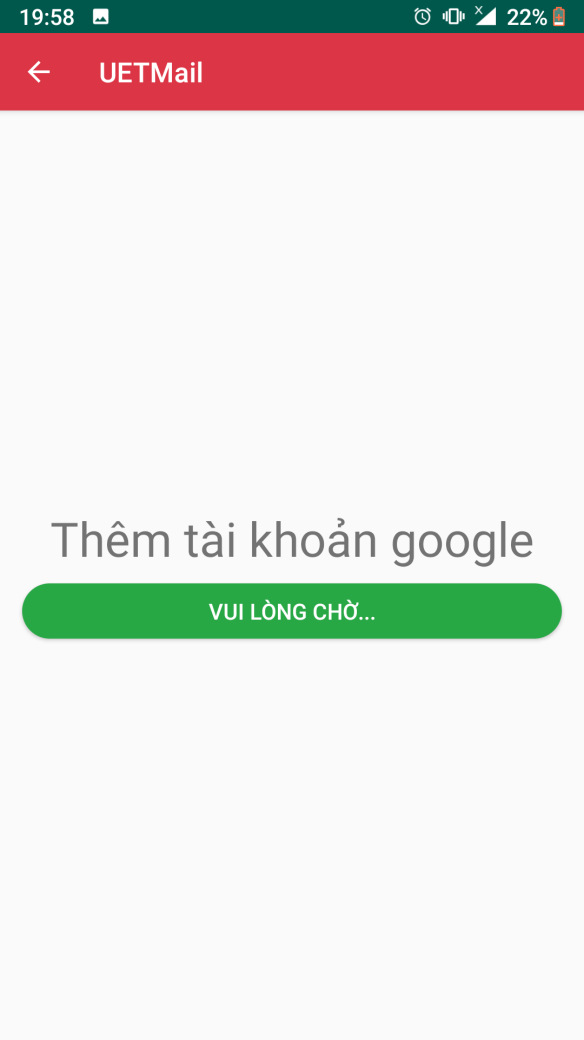 19:58
22%
UETMail
Thêm tài khoản google
VUI LÒNG CHỜ...